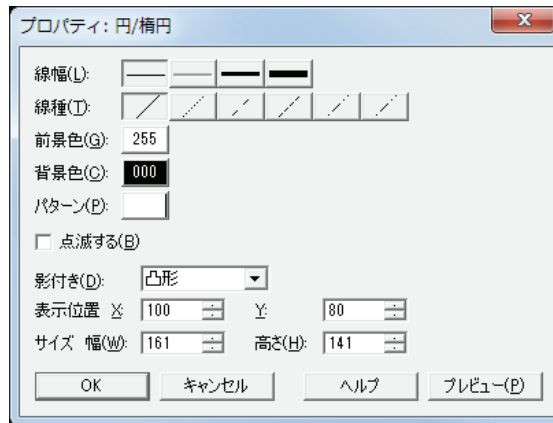 プロパティ：円/楕円
線幅(L):
線種(T):
前景色(G): 255
背景色(C): 000
パターン(P):
点滅する(B)
影付き(D): 凸形
表示位置 X: 100 Y: 80
サイズ 幅(W): 161 高さ(H): 141
OK キャンセル ヘルプ プレビュー(P)